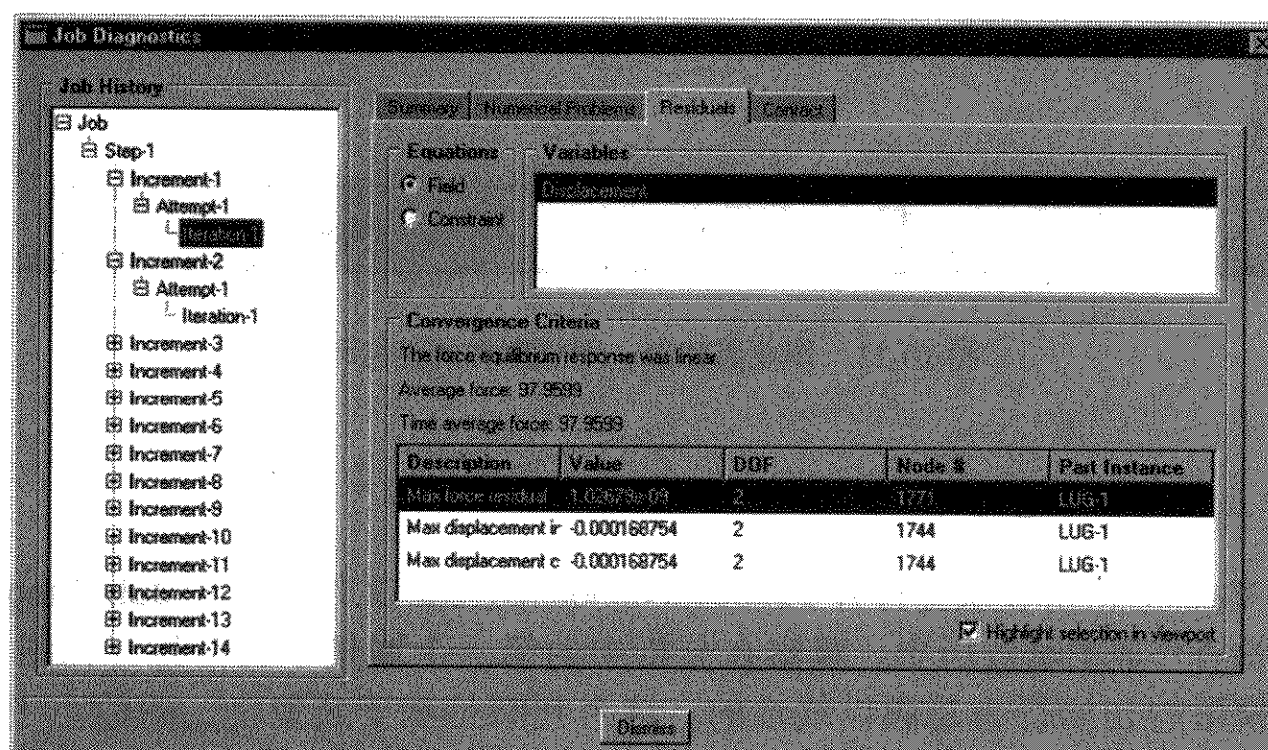 Job Diagnostics
Job History
Job
Step-1
Increment-1
Attempt-1
Iteration-1
Increment-2
Attempt-1
Iteration-1
Increment-3
Increment-4
Increment-5
Increment-6
Increment-7
Increment-8
Increment-9
Increment-10
Increment-11
Increment-12
Increment-13
Increment-14
Summary Numerical Problems Residuals Contact
Equations
Field
Constraint
Variables
Displacement
Convergence Criteria
The force equilibrium response was linear.
Average force: 97.9599
Time average force: 97.9599
Description Value DOF Node # Part Instance
Max force residual 2 1771 LUG-1
Max displacement ir -0.000168754 2 1744 LUG-1
Max displacement c -0.000168754 2 1744 LUG-1
Highlight selection in viewport
Dismiss